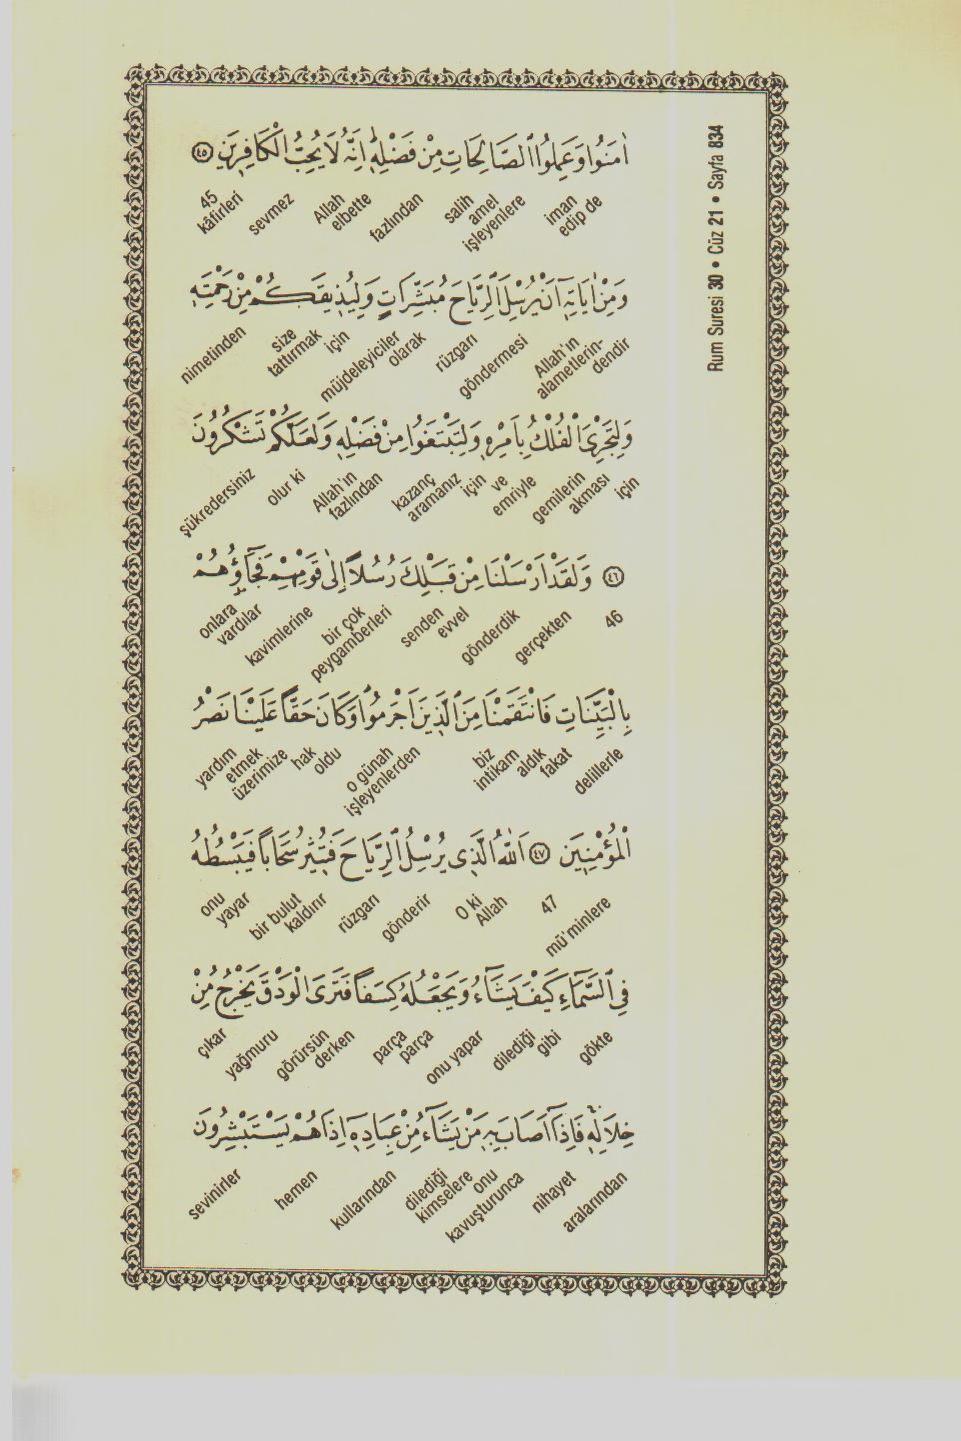 Rum Suresi 30 • Cüz 21 • Sayfa 834
اٰمَنُوا وَعَمِلُوا الصَّالِحَاتِ مِنْ فَضْلِهٖۜ اِنَّهُ لَا يُحِبُّ الْكَافِرٖينَ ﴿٤٥﴾
iman edip de salih amel işleyenlere fazlından elbette Allah sevmez kâfirleri 45
وَمِنْ اٰيَاتِهٖٓ اَنْ يُرْسِلَ الرِّيَاحَ مُبَشِّرَاتٍ وَلِيُذٖيقَكُمْ مِنْ رَحْمَتِهٖ
Allah'ın alametlerin- dendir göndermesi rüzgarı müjdeleyiciler olarak için size tattırmak nimetinden
وَلِتَجْرِيَ الْفُلْكُ بِاَمْرِهٖ وَلِتَبْتَغُوا مِنْ فَضْلِهٖ وَلَعَلَّكُمْ تَشْكُرُونَ
için gemilerin akması ve emriyle için kazanç aramanız Allah'ın fazlından olur ki şükredersiniz
﴿٤٦﴾ وَلَقَدْ اَرْسَلْنَا مِنْ قَبْلِكَ رُسُلاً اِلٰى قَوْمِهِمْ فَجَٓاؤُ۫هُمْ
46 gerçekten gönderdik senden evvel bir çok peygamberleri kavimlerine onlara vardılar
بِالْبَيِّنَاتِ فَانْتَقَمْنَا مِنَ الَّذٖينَ اَجْرَمُواۜ وَكَانَ حَقّاً عَلَيْنَا نَصْرُ
delillerle biz intikam aldık fakat o günah işleyenlerden hak oldu yardım etmek üzerimize
الْمُؤْمِنٖينَ ﴿٤٧﴾ اَللّٰهُ الَّذٖي يُرْسِلُ الرِّيَاحَ فَتُثٖيرُ سَحَاباً فَيَبْسُطُهُ
mü'minlere 47 O ki Allah gönderir rüzgarı bir bulut kaldırır onu yayar
فِي السَّمَٓاءِ كَيْفَ يَشَٓاءُ وَيَجْعَلُهُ كِسَفاً فَتَرَى الْوَدْقَ يَخْرُجُ مِنْ
gökte dilediği gibi onu yapar parça parça görürsün derken yağmuru çıkar
خِلَالِهٖۚ فَاِذَٓا اَصَابَ بِهٖ مَنْ يَشَٓاءُ مِنْ عِبَادِهٖٓ اِذَا هُمْ يَسْتَبْشِرُونَ
aralarından nihayet onu kavuşturunca dilediği kimselere kullarından hemen sevinirler